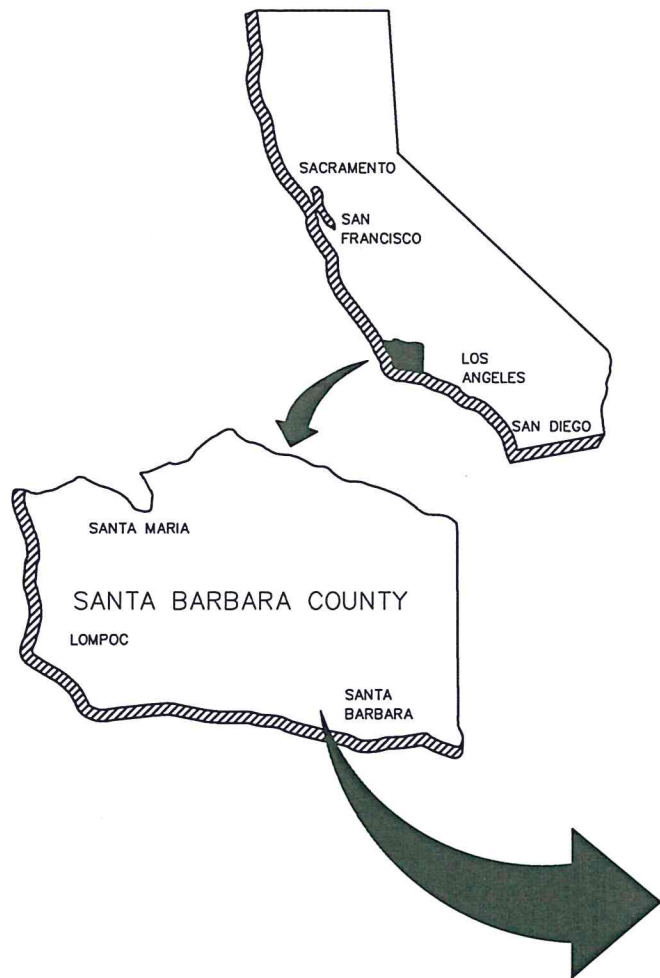 SACRAMENTO
SAN
FRANCISCO
LOS
ANGELES
SAN DIEGO
SANTA MARIA
SANTA BARBARA COUNTY
LOMPOC
SANTA
BARBARA